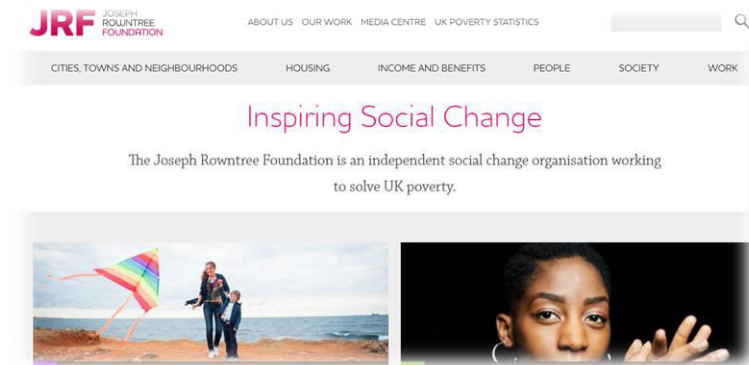 JRF JOSEPH
ROWNTREE
FOUNDATION
ABOUT US OUR WORK MEDIA CENTRE UK POVERTY STATISTICS
CITIES, TOWNS AND NEIGHBOURHOODS HOUSING INCOME AND BENEFITS PEOPLE SOCIETY WORK
Inspiring Social Change
The Joseph Rowntree Foundation is an independent social change organisation working
to solve UK poverty.